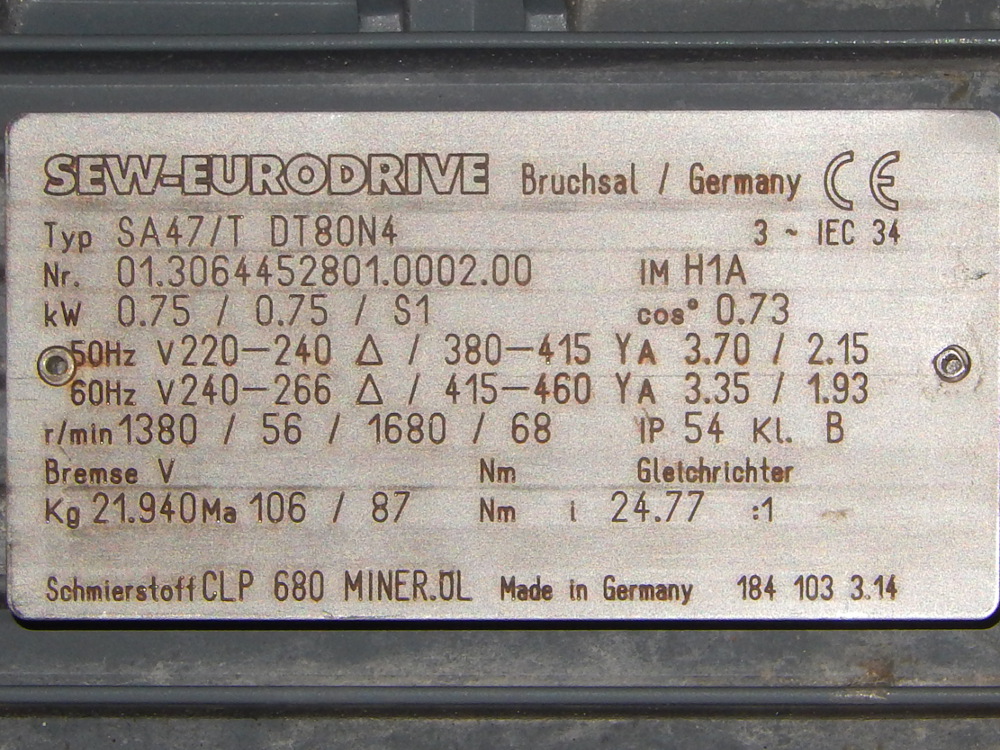 SEW-EURODRIVE Bruchsal / Germany CE
Typ SA47/T DT80N4 3 ~ IEC 34
Nr. 01.3064452801.0002.00 IM H1A
kW 0.75 / 0.75 / S1 cosφ 0.73
50Hz V 220-240 Δ / 380-415 Y A 3.70 / 2.15
60Hz V 240-266 Δ / 415-460 Y A 3.35 / 1.93
r/min 1380 / 56 / 1680 / 68 IP 54 Kl. B
Bremse V Nm Gleichrichter
Kg 21.940 Ma 106 / 87 Nm i 24.77 :1
Schmierstoff CLP 680 MINER.ÖL Made in Germany 184 103 3.14